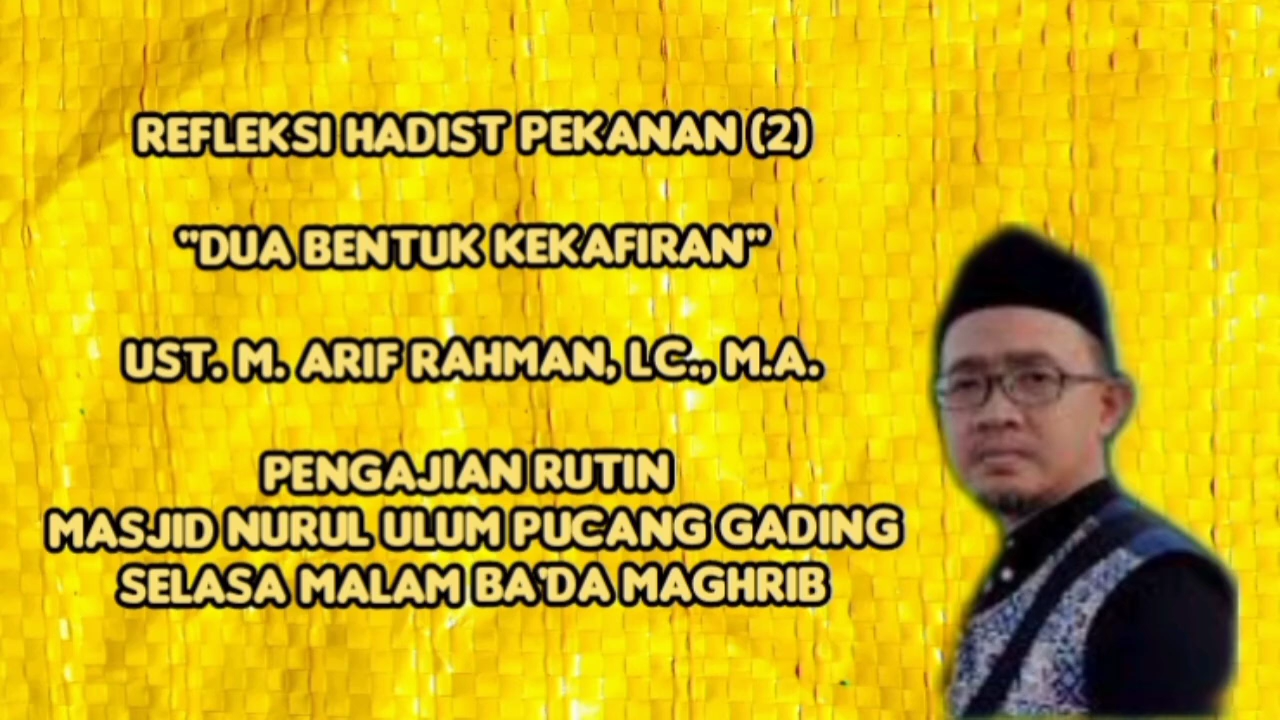 REFLEKSI HADIST PEKANAN (2)
"DUA BENTUK KEKAFIRAN"
UST. M. ARIF RAHMAN, LC., M.A.
PENGAJIAN RUTIN
MASJID NURUL ULUM PUCANG GADING
SELASA MALAM BA'DA MAGHRIB